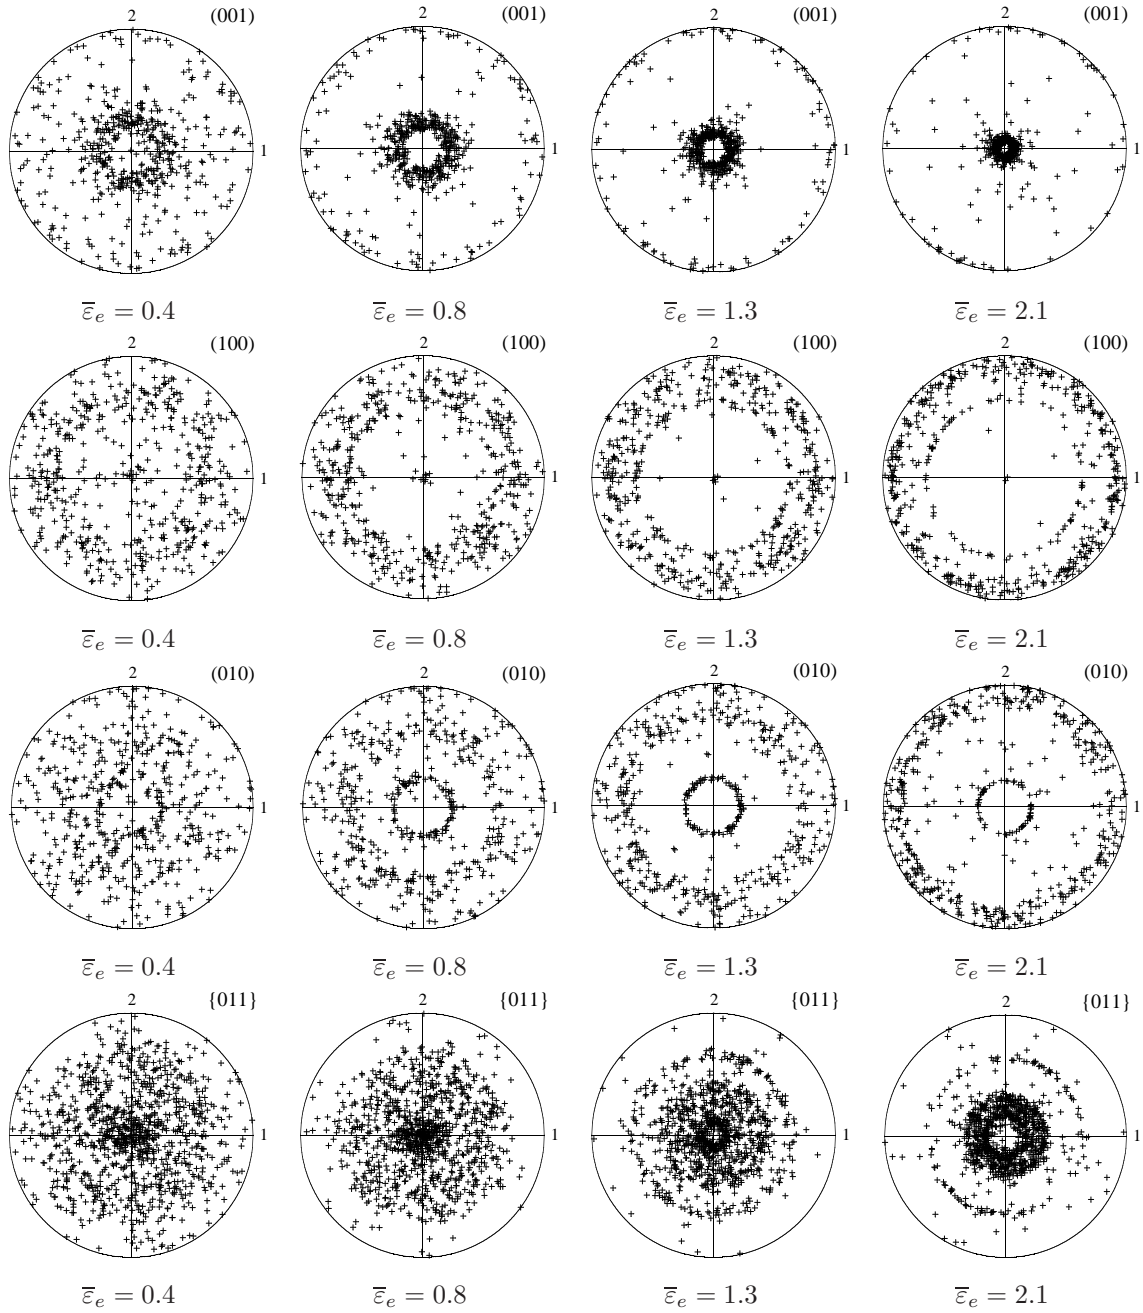 2 (001) 2 (001) 2 (001) 2 (001)
1 1 1 1
ε̅ₑ = 0.4 ε̅ₑ = 0.8 ε̅ₑ = 1.3 ε̅ₑ = 2.1
2 (100) 2 (100) 2 (100) 2 (100)
1 1 1 1
ε̅ₑ = 0.4 ε̅ₑ = 0.8 ε̅ₑ = 1.3 ε̅ₑ = 2.1
2 (010) 2 (010) 2 (010) 2 (010)
1 1 1 1
ε̅ₑ = 0.4 ε̅ₑ = 0.8 ε̅ₑ = 1.3 ε̅ₑ = 2.1
2 {011} 2 {011} 2 {011} 2 {011}
1 1 1 1
ε̅ₑ = 0.4 ε̅ₑ = 0.8 ε̅ₑ = 1.3 ε̅ₑ = 2.1